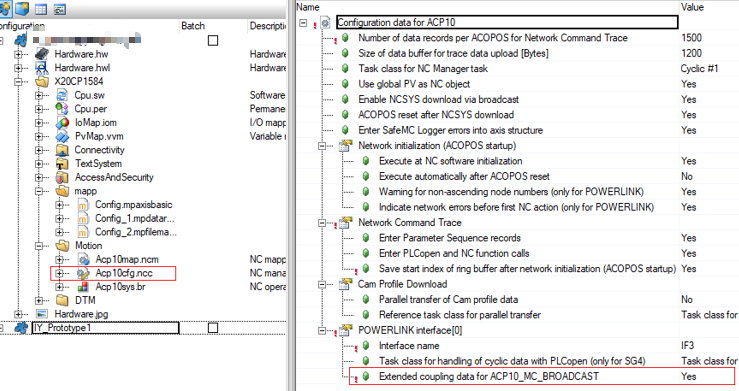 Configuration
Batch
Descripti
Hardware.hw
Hardwa
Hardware.hwl
Hardwa
X20CP1584
Cpu.sw
Software
Cpu.per
Permane
IoMap.iom
I/O mapp
PvMap.vvm
Variable r
Connectivity
TextSystem
AccessAndSecurity
mapp
Config.mpaxisbasic
Config_1.mpdatar...
Config_2.mpfilema...
Motion
Acp10map.ncm
NC mapp
Acp10cfg.ncc
NC mana
Acp10sys.br
NC opera
DTM
Hardware.jpg
IY_Prototype1
Name
Value
Configuration data for ACP10
Number of data records per ACOPOS for Network Command Trace
1500
Size of data buffer for trace data upload [Bytes]
1200
Task class for NC Manager task
Cyclic #1
Use global PV as NC object
Yes
Enable NCSYS download via broadcast
Yes
ACOPOS reset after NCSYS download
Yes
Enter SafeMC Logger errors into axis structure
Yes
Network initialization (ACOPOS startup)
Execute at NC software initialization
Yes
Execute automatically after ACOPOS reset
No
Warning for non-ascending node numbers (only for POWERLINK)
Yes
Indicate network errors before first NC action (only for POWERLINK)
Yes
Network Command Trace
Enter Parameter Sequence records
Yes
Enter PLCopen and NC function calls
Yes
Save start index of ring buffer after network initialization (ACOPOS startup)
Yes
Cam Profile Download
Parallel transfer of Cam profile data
No
Reference task class for parallel transfer
Task class for
POWERLINK interface[0]
Interface name
IF3
Task class for handling of cyclic data with PLCopen (only for SG4)
Task class for
Extended coupling data for ACP10_MC_BROADCAST
Yes